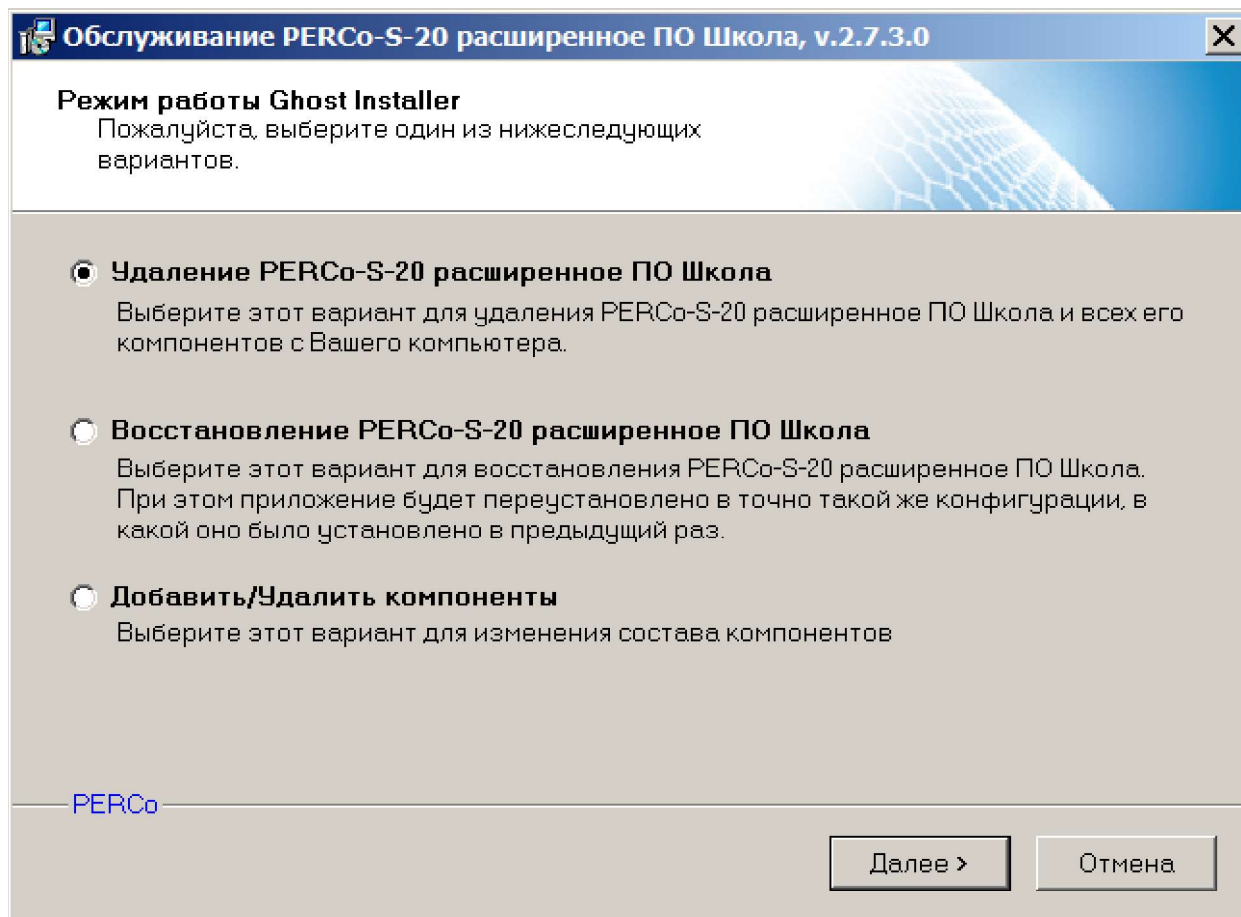 Обслуживание PERCo-S-20 расширенное ПО Школа, v.2.7.3.0
Режим работы Ghost Installer
Пожалуйста, выберите один из нижеследующих
вариантов.
Удаление PERCo-S-20 расширенное ПО Школа
Выберите этот вариант для удаления PERCo-S-20 расширенное ПО Школа и всех его
компонентов с Вашего компьютера.
Восстановление PERCo-S-20 расширенное ПО Школа
Выберите этот вариант для восстановления PERCo-S-20 расширенное ПО Школа.
При этом приложение будет переустановлено в точно такой же конфигурации, в
какой оно было установлено в предыдущий раз.
Добавить/Удалить компоненты
Выберите этот вариант для изменения состава компонентов
PERCo
Далее >
Отмена